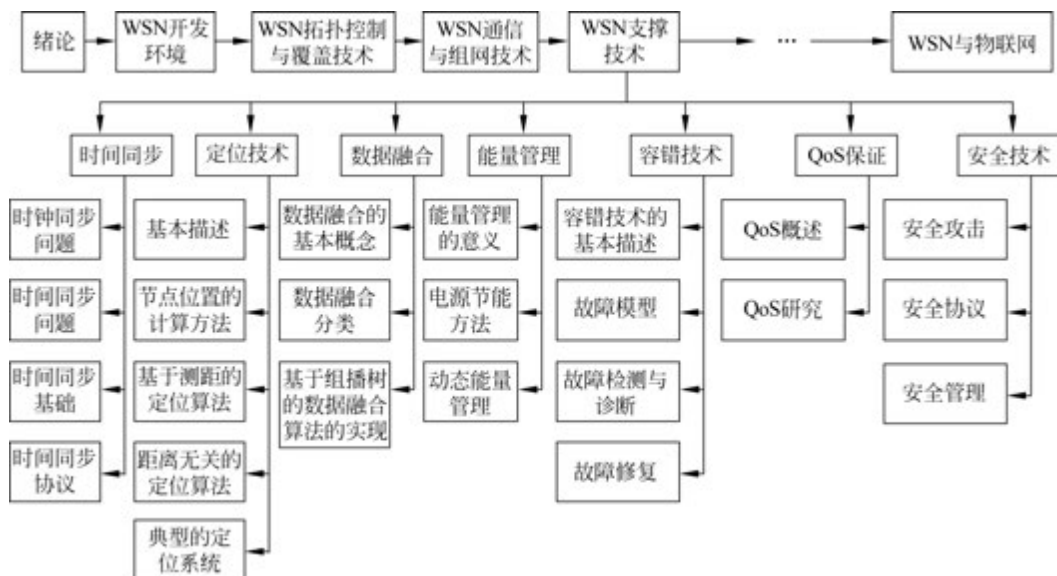 绪论
WSN开发
环境
WSN拓扑控制
与覆盖技术
WSN通信
与组网技术
WSN支撑
技术
…
WSN与物联网
时间同步
定位技术
数据融合
能量管理
容错技术
QoS保证
安全技术
时钟同步
问题
时间同步
问题
时间同步
基础
时间同步
协议
基本描述
节点位置的
计算方法
基于测距的
定位算法
距离无关的
定位算法
典型的定
位系统
数据融合的
基本概念
数据融合
分类
基于组播树
的数据融合
算法的实现
能量管理
的意义
电源节能
方法
动态能量
管理
容错技术的
基本描述
故障模型
故障检测与
诊断
故障修复
QoS概述
QoS研究
安全攻击
安全协议
安全管理